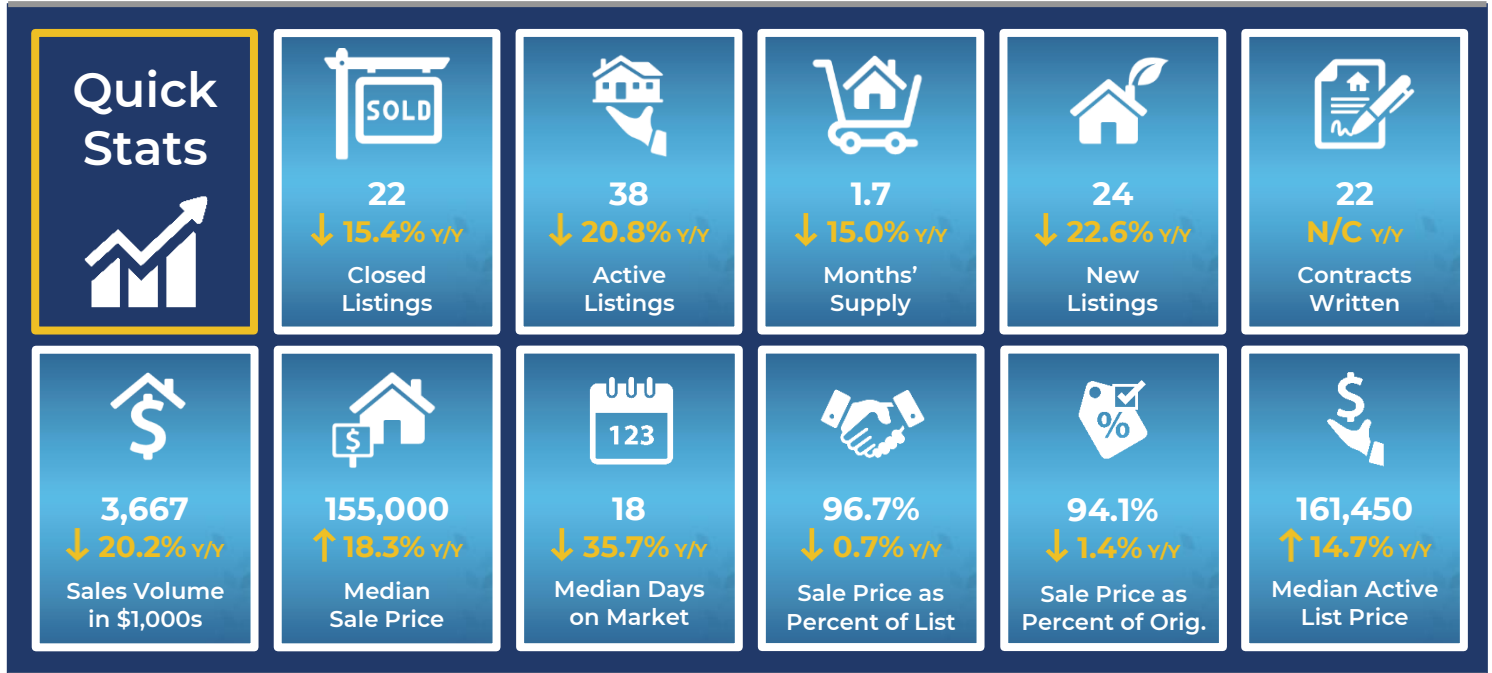 Quick
Stats
SOLD
22
↓ 15.4% Y/Y
Closed
Listings
38
↓ 20.8% Y/Y
Active
Listings
1.7
↓ 15.0% Y/Y
Months’
Supply
24
↓ 22.6% Y/Y
New
Listings
22
N/C Y/Y
Contracts
Written
$
3,667
↓ 20.2% Y/Y
Sales Volume
in $1,000s
$
155,000
↑ 18.3% Y/Y
Median
Sale Price
123
18
↓ 35.7% Y/Y
Median Days
on Market
96.7%
↓ 0.7% Y/Y
Sale Price as
Percent of List
%
94.1%
↓ 1.4% Y/Y
Sale Price as
Percent of Orig.
$
161,450
↑ 14.7% Y/Y
Median Active
List Price